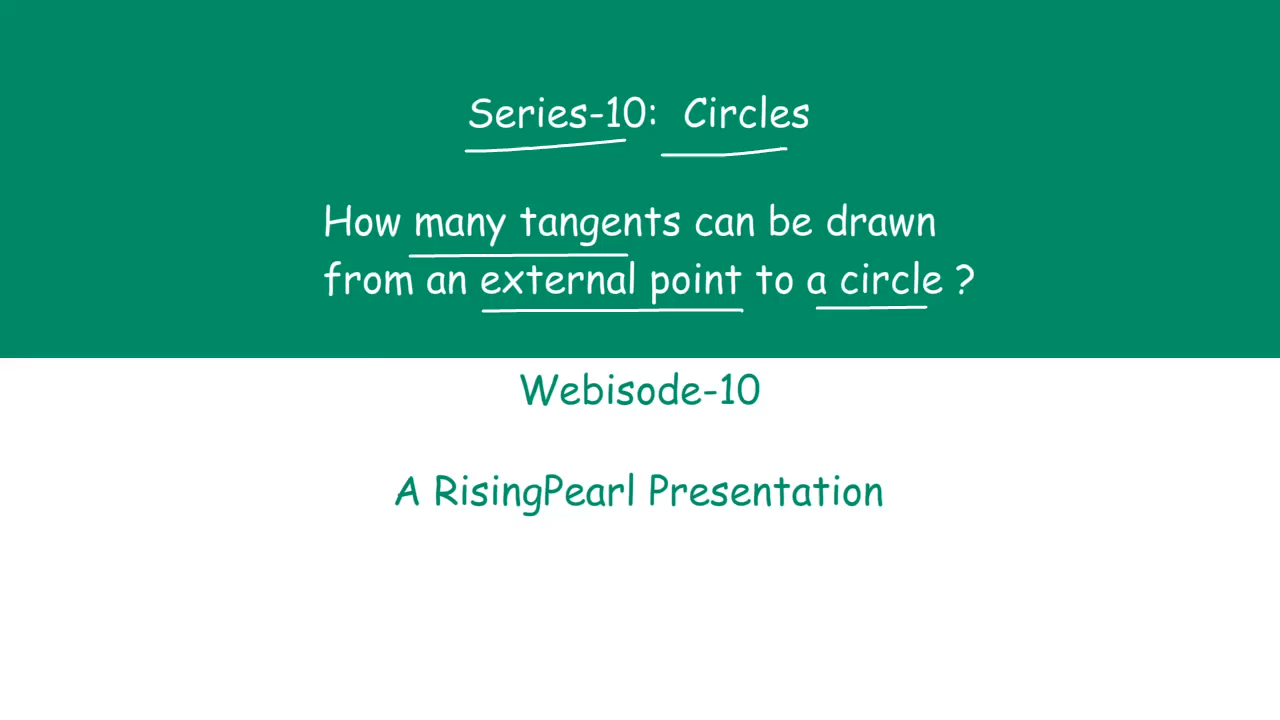 Series-10: Circles
How many tangents can be drawn
from an external point to a circle ?
Webisode-10
A RisingPearl Presentation